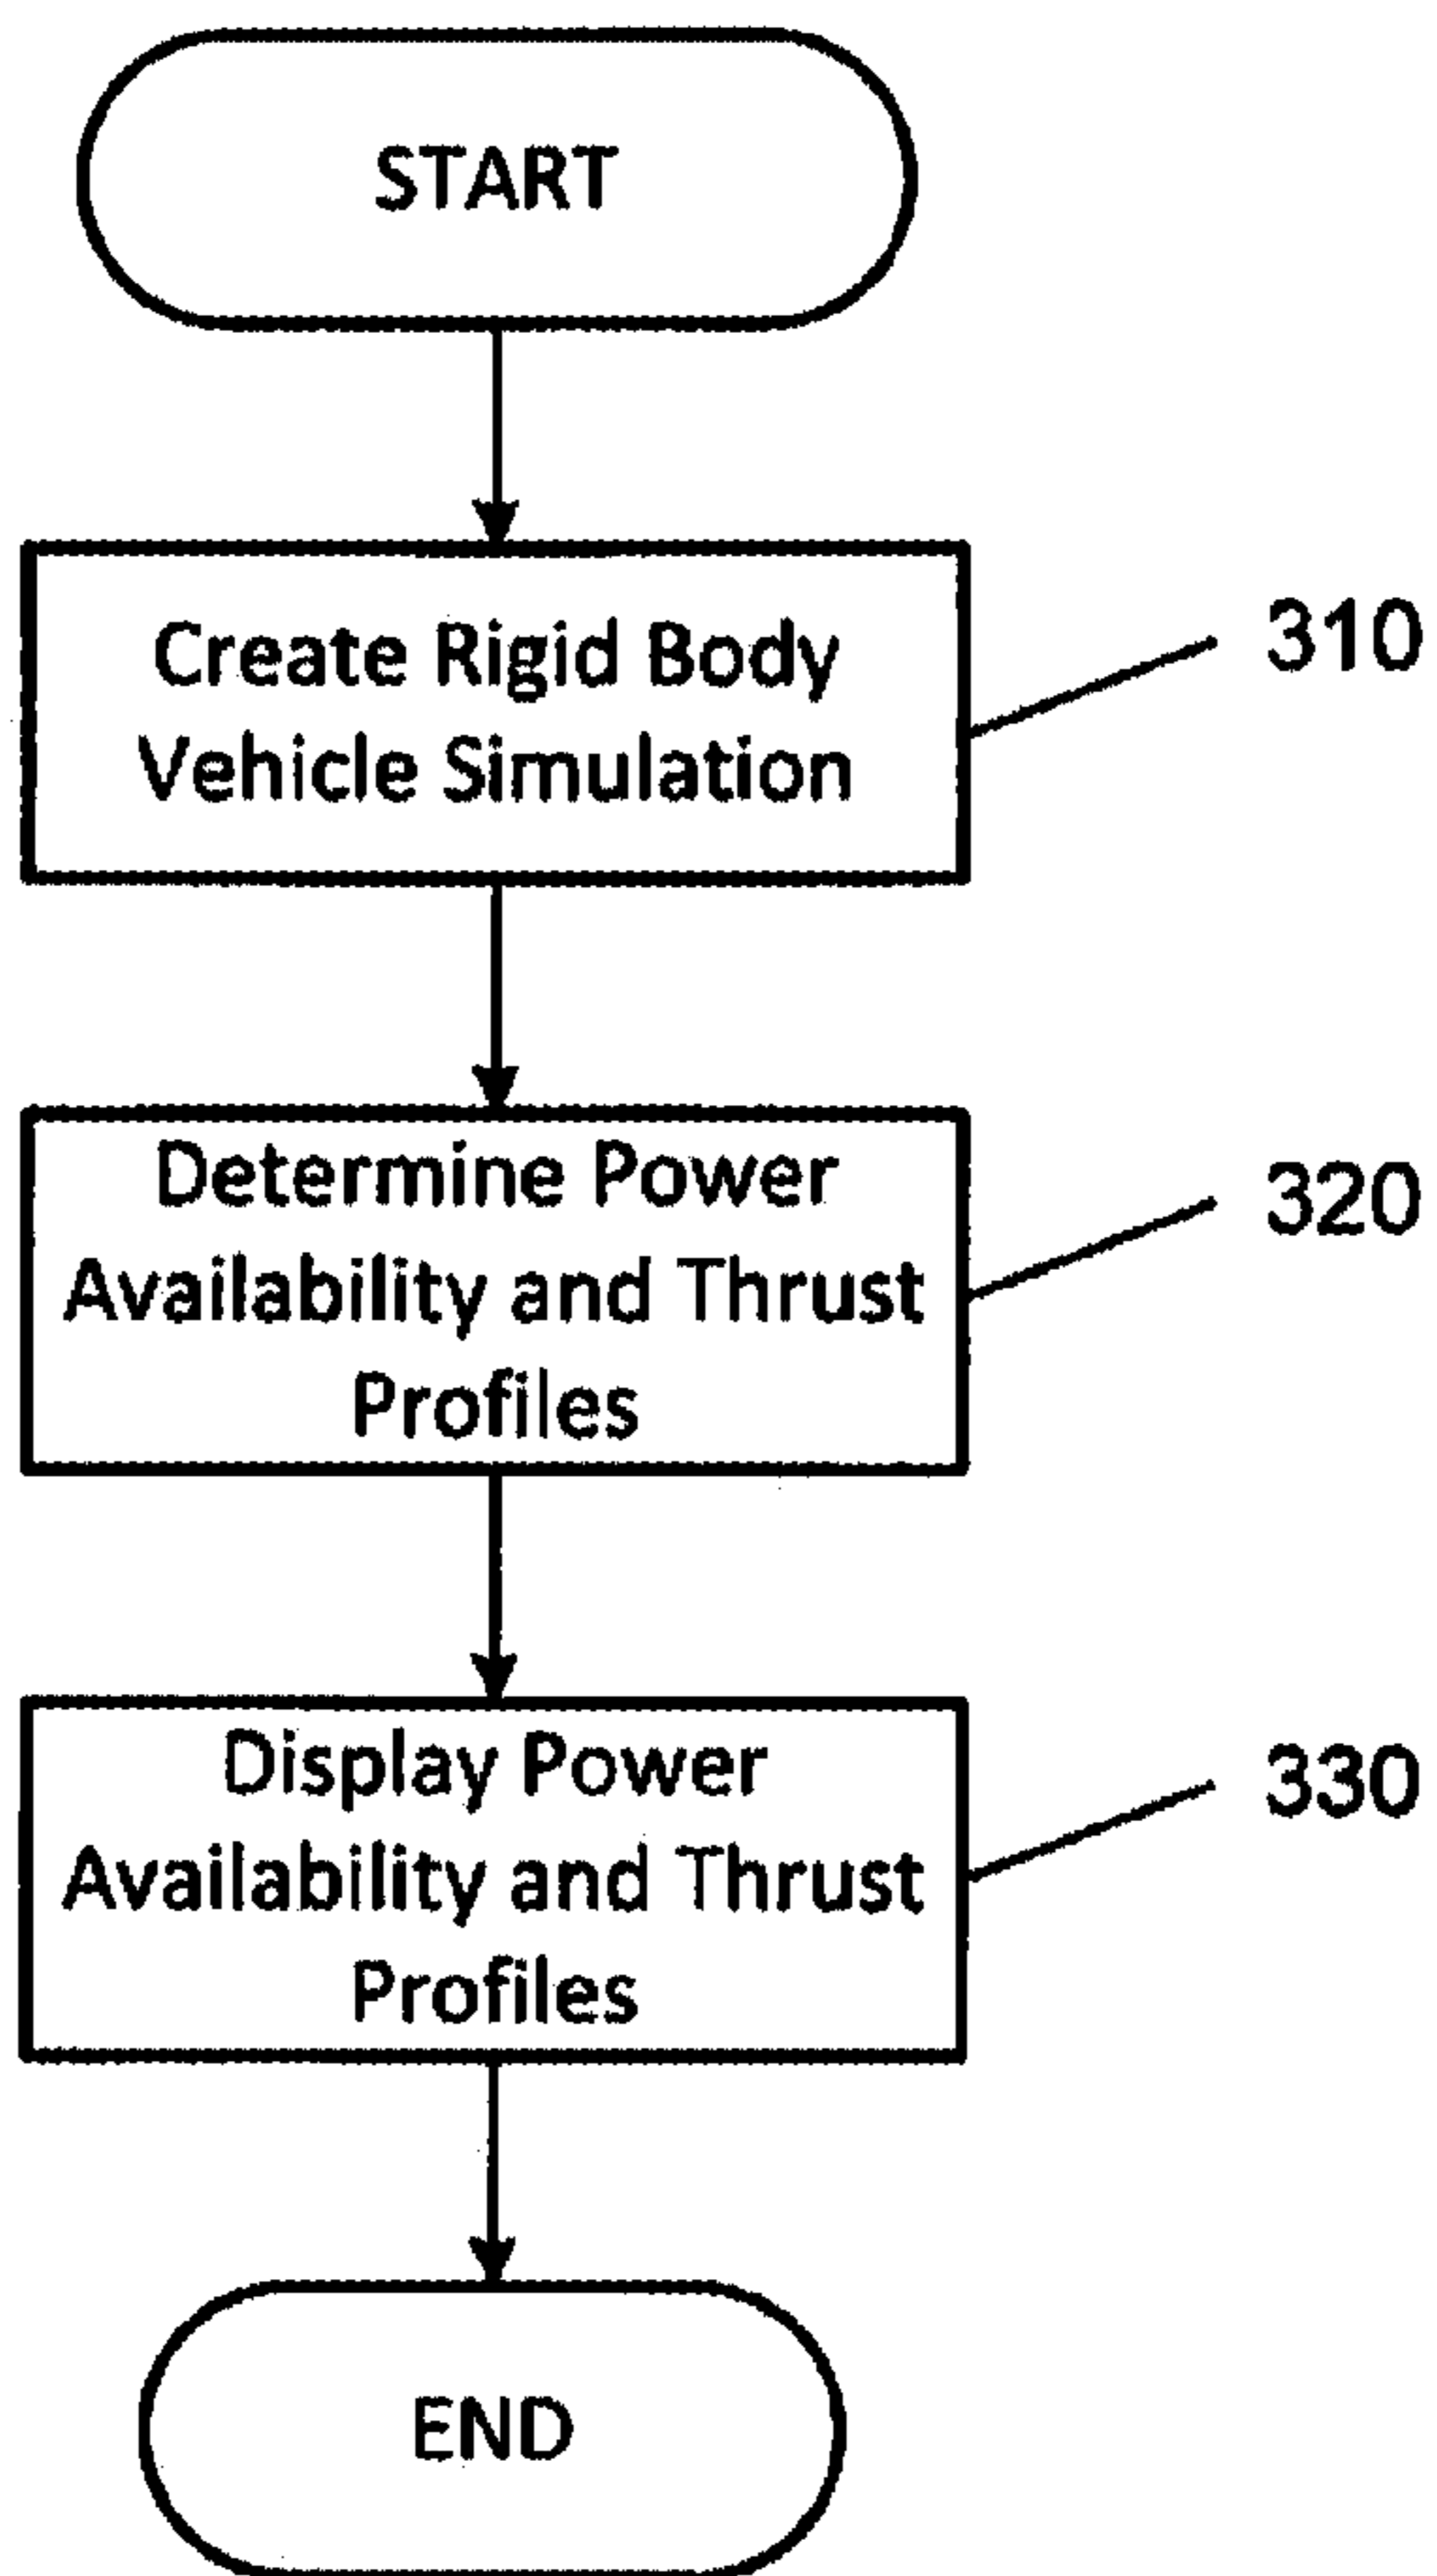 START
Create Rigid Body
Vehicle Simulation
310
Determine Power
Availability and Thrust
Profiles
320
Display Power
Availability and Thrust
Profiles
330
END